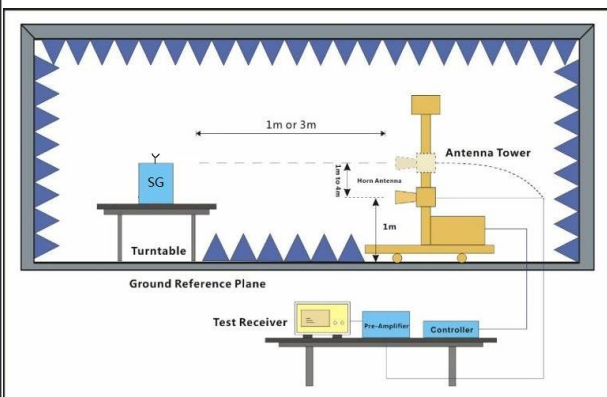 1m or 3m
Antenna Tower
SG
1m to 4m
Horn Antenna
1m
Turntable
Ground Reference Plane
Test Receiver
Pre-Amplifier
Controller